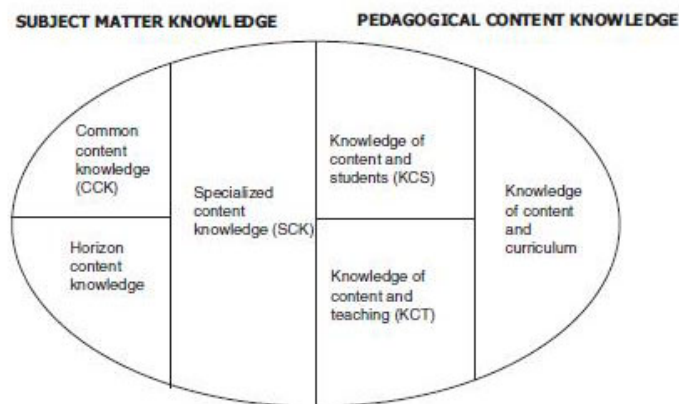 SUBJECT MATTER KNOWLEDGE
PEDAGOGICAL CONTENT KNOWLEDGE
Common
content
knowledge
(CCK)
Horizon
content
knowledge
Specialized
content
knowledge (SCK)
Knowledge of
content and
students (KCS)
Knowledge of
content and
teaching (KCT)
Knowledge
of content
and
curriculum